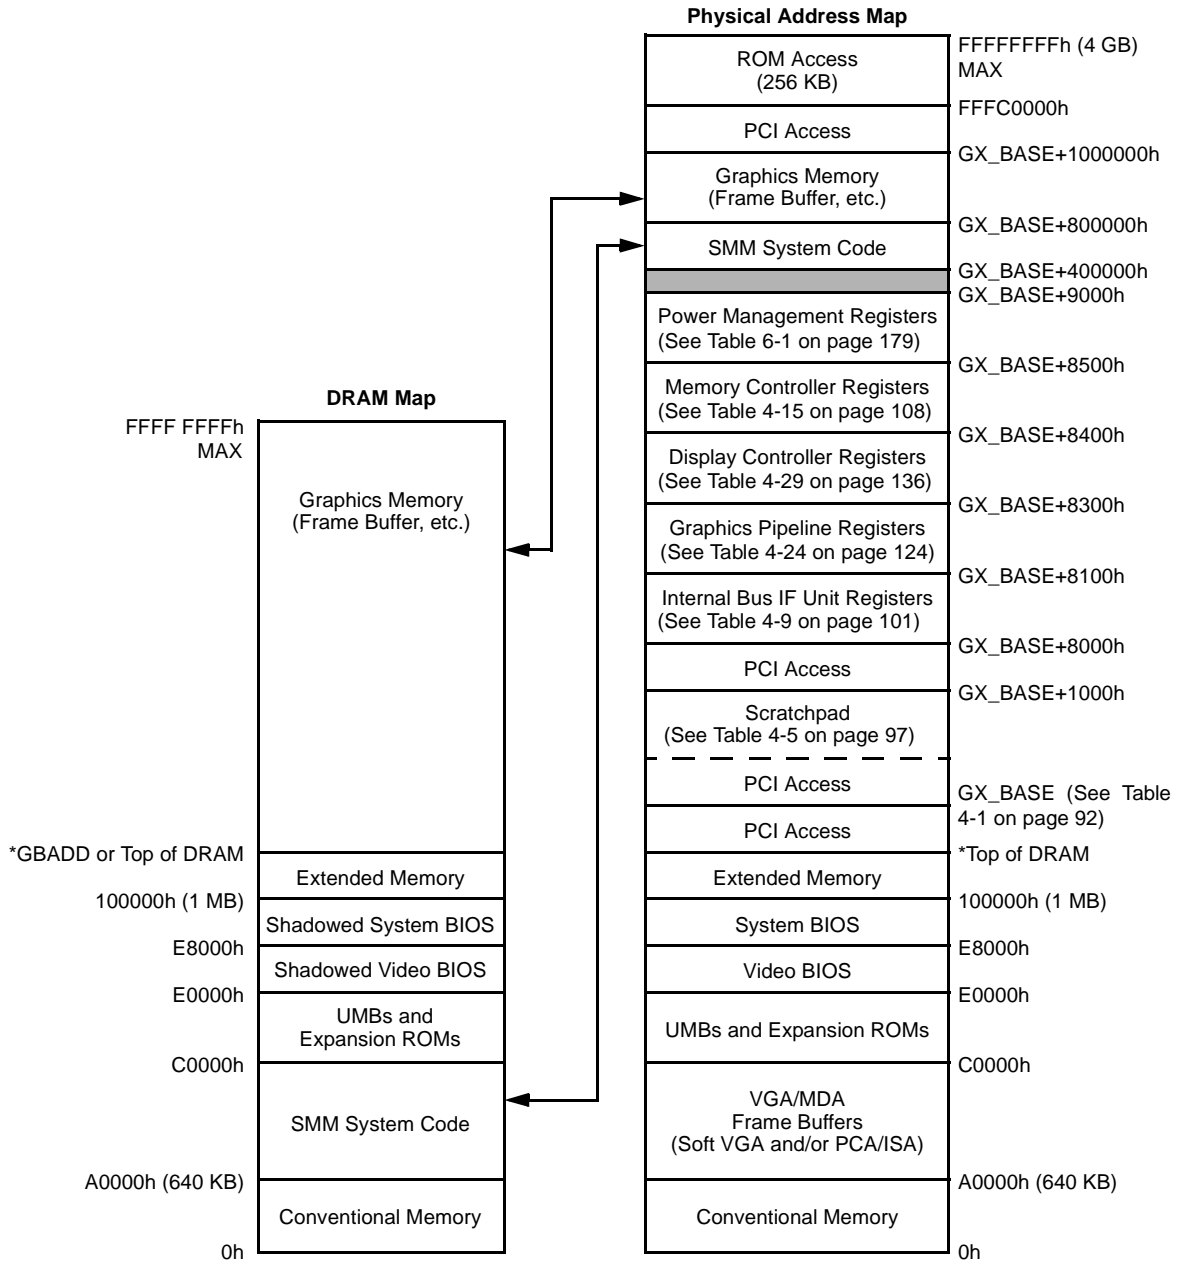 Physical Address Map
ROM Access
(256 KB)
FFFFFFFFh (4 GB)
MAX
FFFC0000h
PCI Access
GX_BASE+1000000h
Graphics Memory
(Frame Buffer, etc.)
GX_BASE+800000h
SMM System Code
GX_BASE+400000h
GX_BASE+9000h
Power Management Registers
(See Table 6-1 on page 179)
GX_BASE+8500h
Memory Controller Registers
(See Table 4-15 on page 108)
GX_BASE+8400h
Display Controller Registers
(See Table 4-29 on page 136)
GX_BASE+8300h
Graphics Pipeline Registers
(See Table 4-24 on page 124)
GX_BASE+8100h
Internal Bus IF Unit Registers
(See Table 4-9 on page 101)
GX_BASE+8000h
PCI Access
GX_BASE+1000h
Scratchpad
(See Table 4-5 on page 97)
PCI Access
GX_BASE (See Table
4-1 on page 92)
PCI Access
*Top of DRAM
Extended Memory
100000h (1 MB)
System BIOS
E8000h
Video BIOS
E0000h
UMBs and Expansion ROMs
C0000h
VGA/MDA
Frame Buffers
(Soft VGA and/or PCA/ISA)
A0000h (640 KB)
Conventional Memory
0h
DRAM Map
FFFF FFFFh
MAX
Graphics Memory
(Frame Buffer, etc.)
*GBADD or Top of DRAM
Extended Memory
100000h (1 MB)
Shadowed System BIOS
E8000h
Shadowed Video BIOS
E0000h
UMBs and
Expansion ROMs
C0000h
SMM System Code
A0000h (640 KB)
Conventional Memory
0h